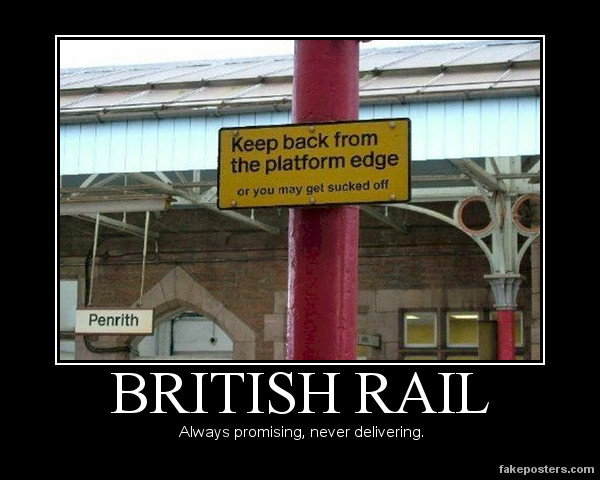 Keep back from
the platform edge
or you may get sucked off
Penrith
BRITISH RAIL
Always promising, never delivering.
fakeposters.com